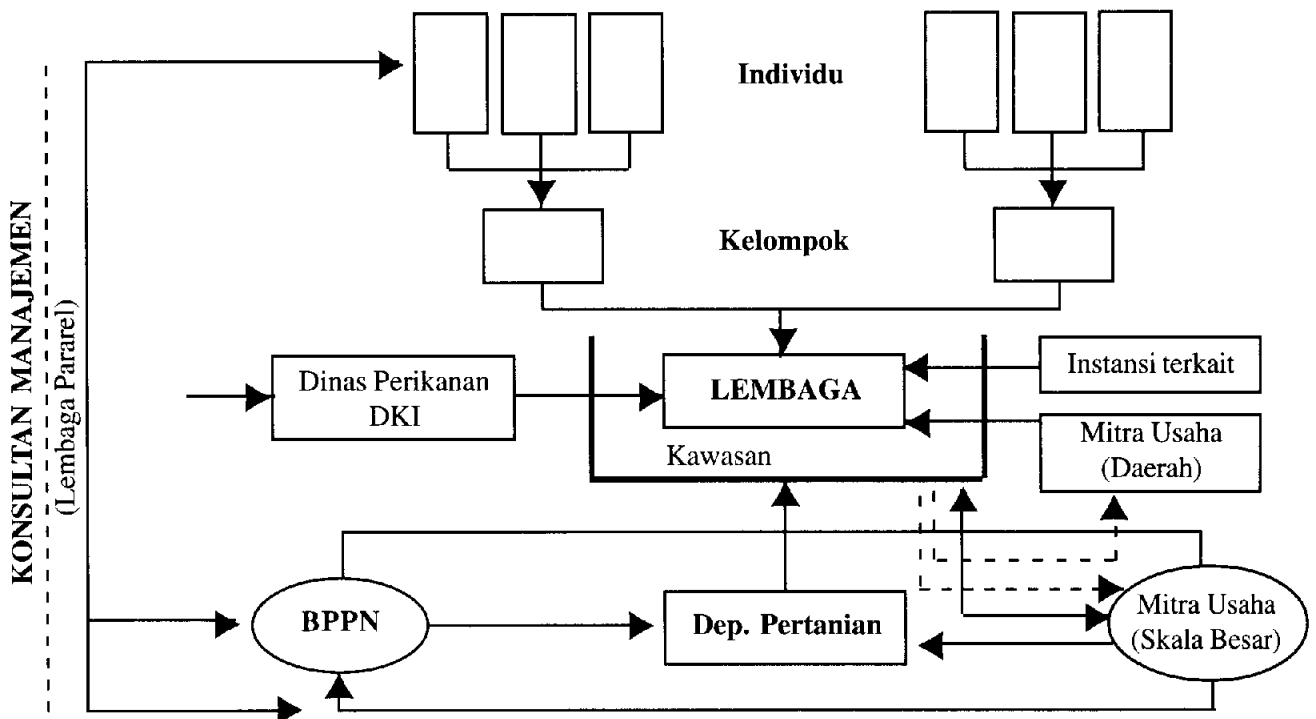 KONSULTAN MANAJEMEN
(Lembaga Pararel)
Individu
Kelompok
Dinas Perikanan
DKI
LEMBAGA
Kawasan
Instansi terkait
Mitra Usaha
(Daerah)
BPPN
Dep. Pertanian
Mitra Usaha
(Skala Besar)